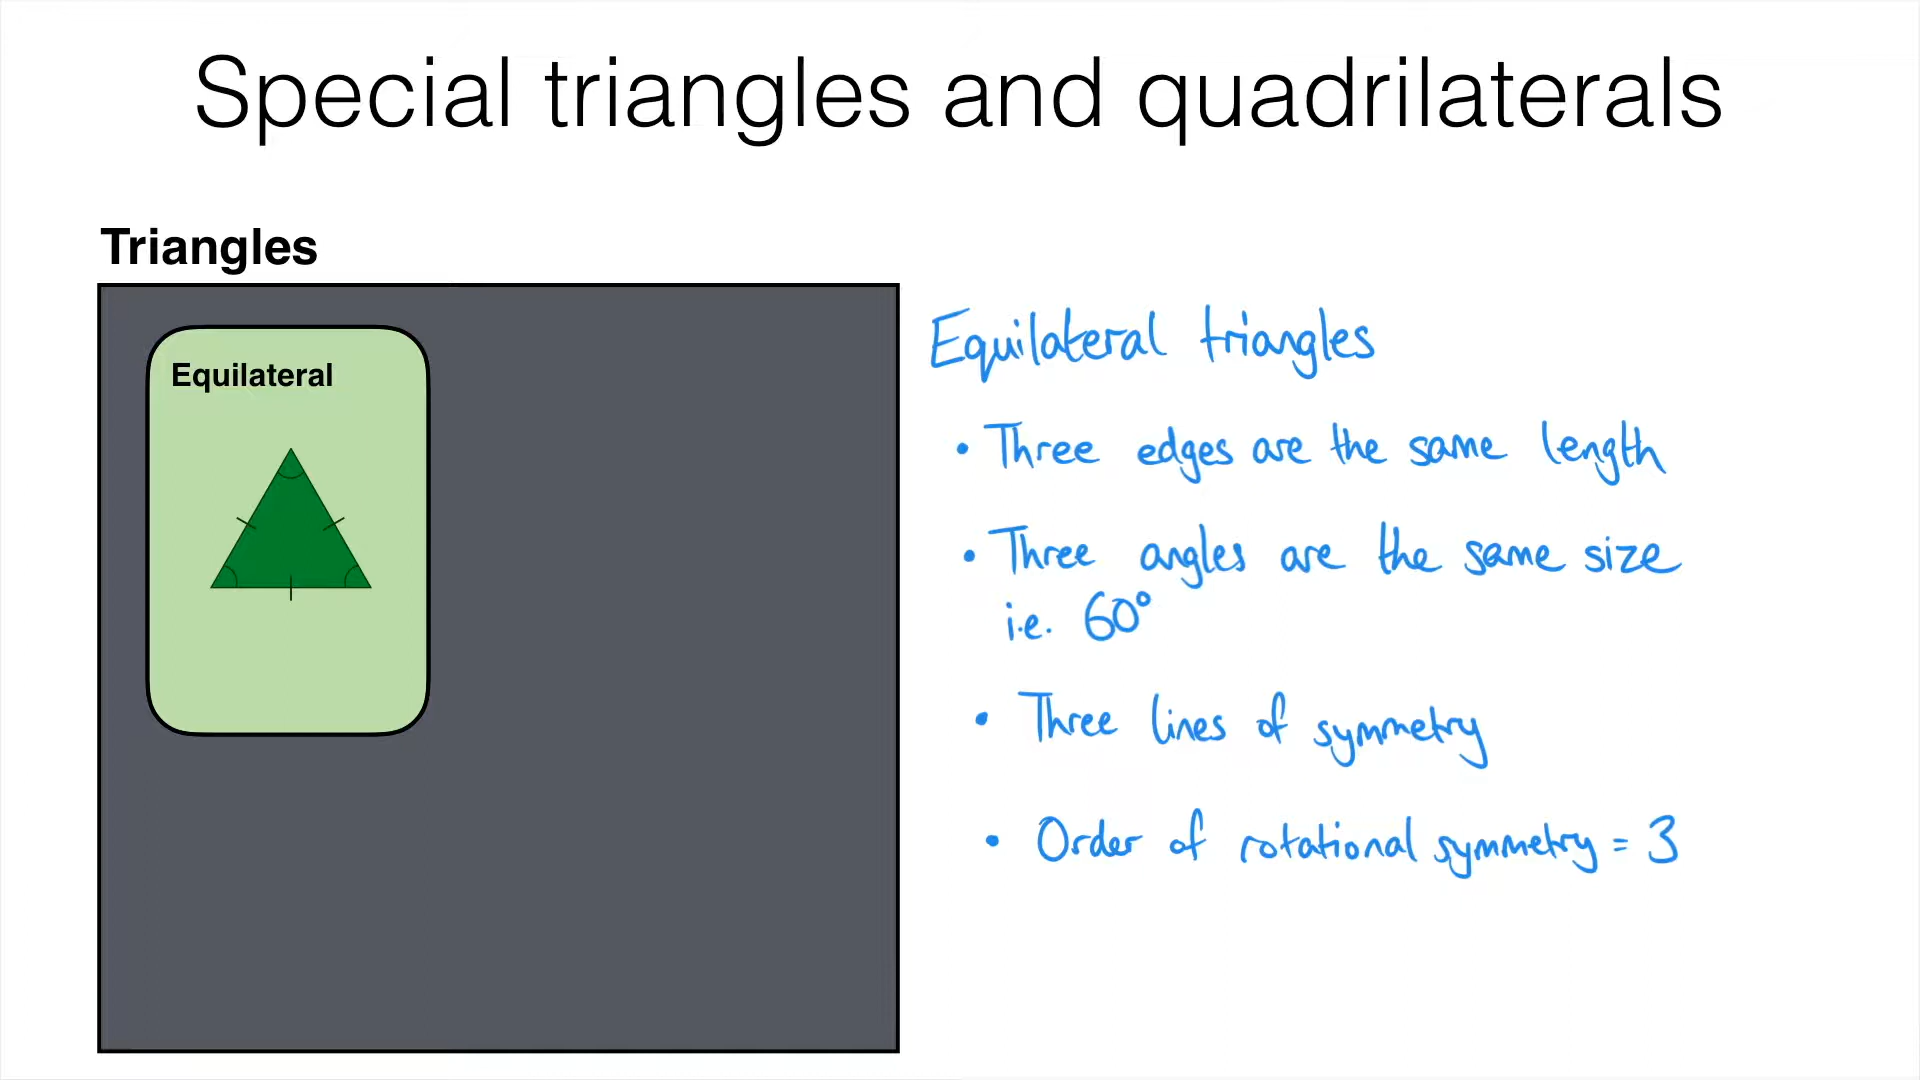 Special triangles and quadrilaterals
Triangles
Equilateral
Equilateral triangles
• Three edges are the same length
• Three angles are the same size
i.e. 60°
• Three lines of symmetry
• Order of rotational symmetry = 3